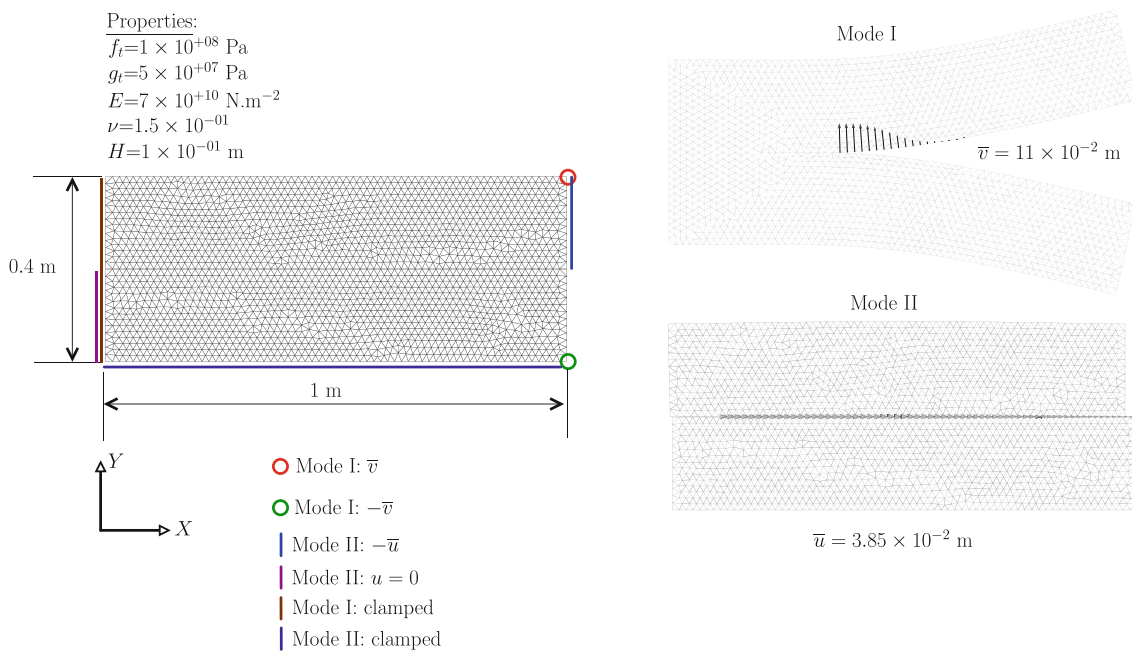 Properties:
f_t=1 × 10^{+08} Pa
g_t=5 × 10^{+07} Pa
E=7 × 10^{+10} N.m^{−2}
ν=1.5 × 10^{−01}
H=1 × 10^{−01} m
0.4 m
1 m
Y
X
Mode I: v̅
Mode I: −v̅
Mode II: −u̅
Mode II: u = 0
Mode I: clamped
Mode II: clamped
Mode I
v̅ = 11 × 10^{−2} m
Mode II
u̅ = 3.85 × 10^{−2} m